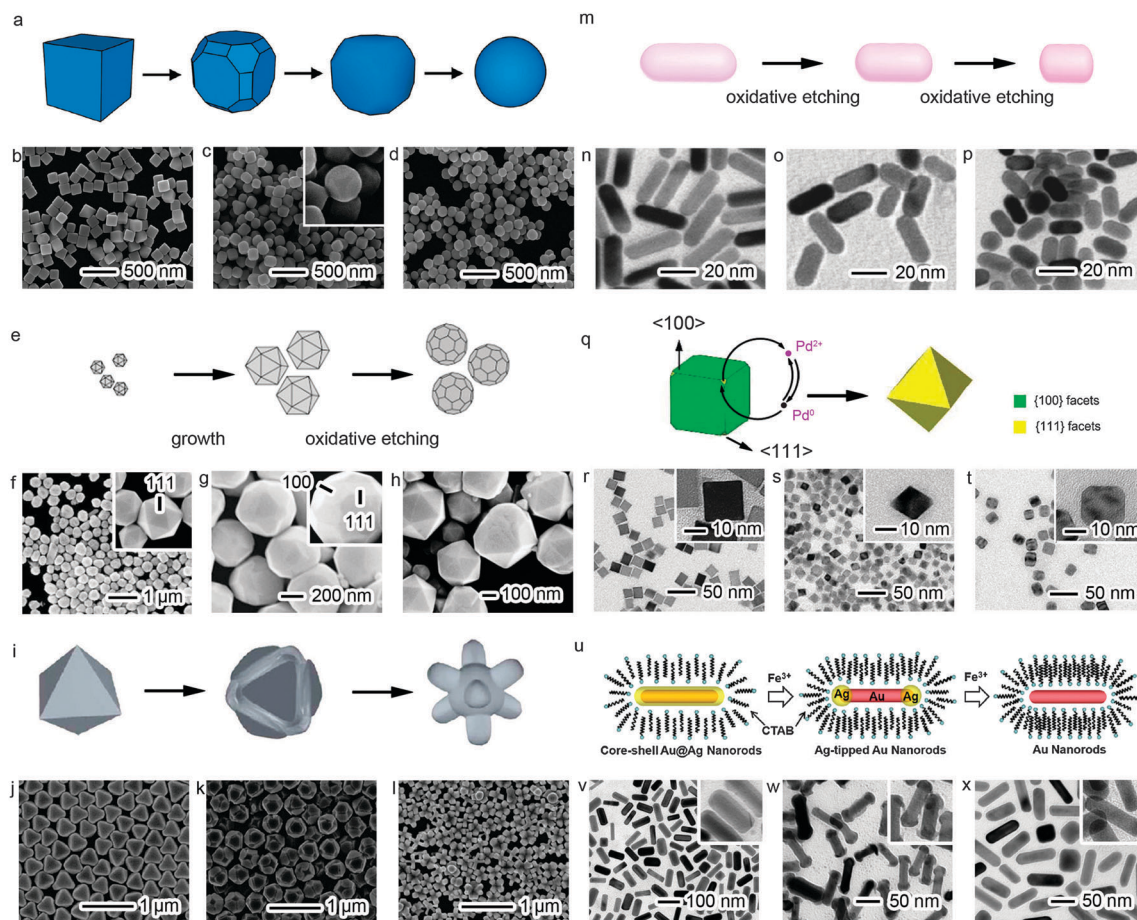 a
m
oxidative etching
oxidative etching
b
500 nm
c
500 nm
d
500 nm
n
20 nm
o
20 nm
p
20 nm
e
growth
oxidative etching
q
<100>
Pd²⁺
Pd⁰
<111>
{100} facets
{111} facets
f
111
1 µm
g
100
111
200 nm
h
100 nm
r
10 nm
50 nm
s
10 nm
50 nm
t
10 nm
50 nm
i
u
Fe³⁺
Fe³⁺
Ag
Au
Ag
CTAB
Core-shell Au@Ag Nanorods
Ag-tipped Au Nanorods
Au Nanorods
j
1 µm
k
1 µm
l
1 µm
v
100 nm
w
50 nm
x
50 nm